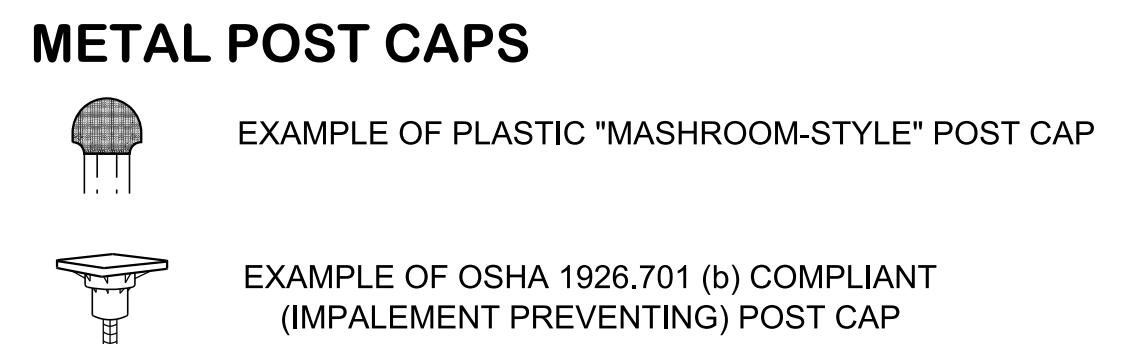 METAL POST CAPS
EXAMPLE OF PLASTIC "MASHROOM-STYLE" POST CAP
EXAMPLE OF OSHA 1926.701 (b) COMPLIANT
(IMPALEMENT PREVENTING) POST CAP